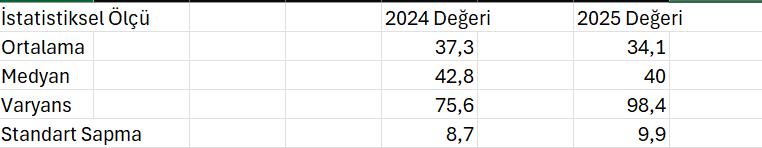 İstatistiksel Ölçü 2024 Değeri 2025 Değeri
Ortalama 37,3 34,1
Medyan 42,8 40
Varyans 75,6 98,4
Standart Sapma 8,7 9,9